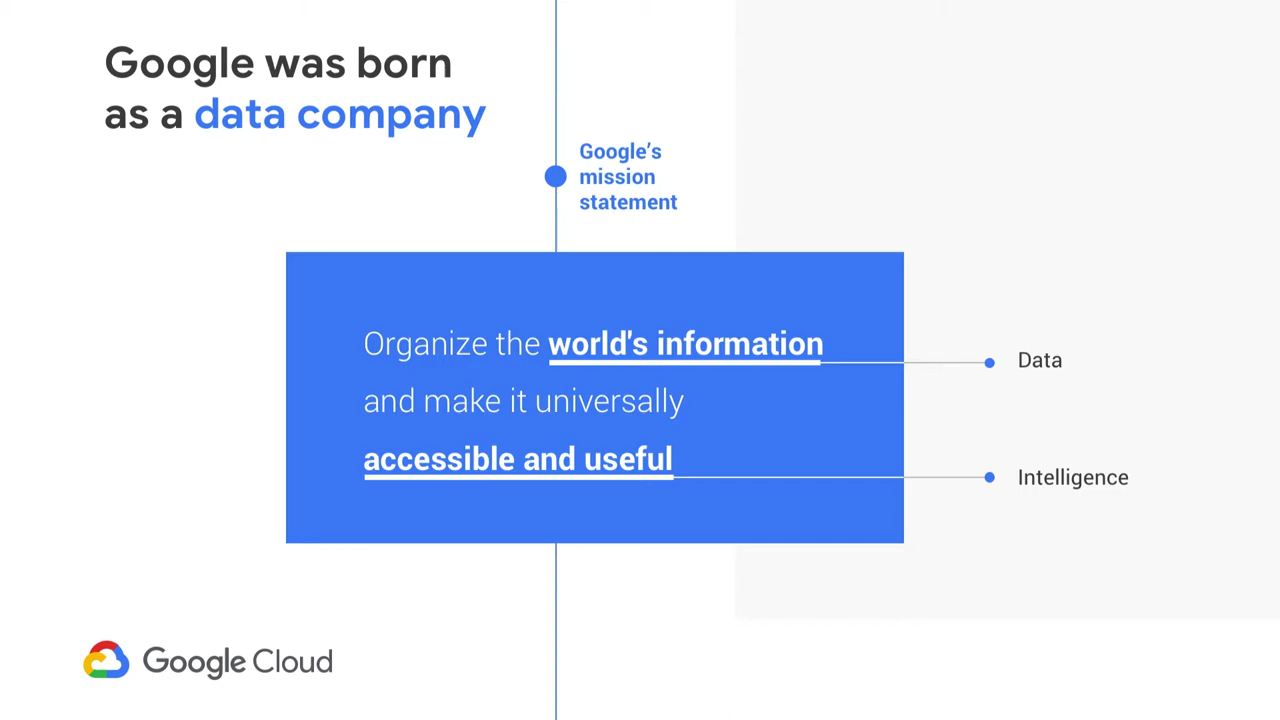 Google was born
as a data company
Google’s
mission
statement
Organize the world's information
and make it universally
accessible and useful
Data
Intelligence
Google Cloud